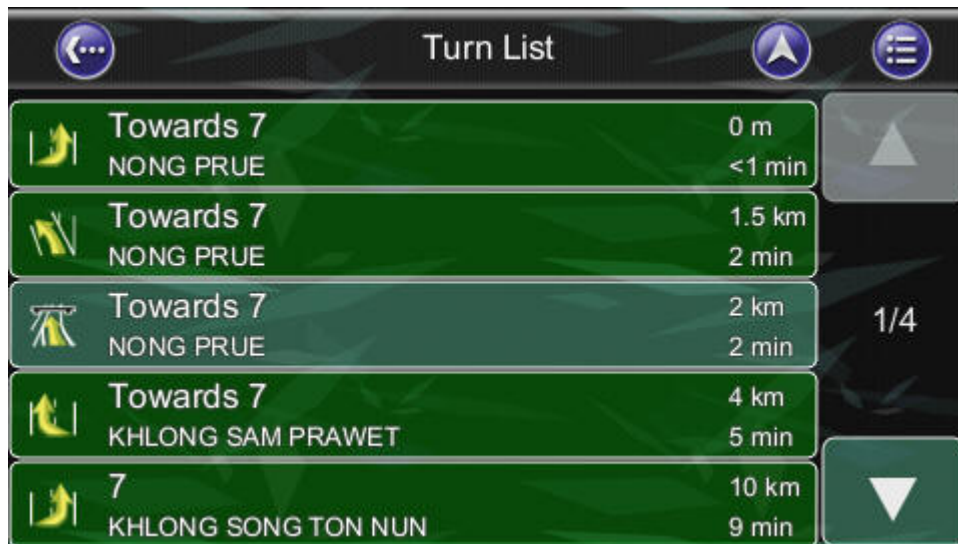 Turn List
Towards 7
0 m
NONG PRUE
<1 min
Towards 7
1.5 km
NONG PRUE
2 min
Towards 7
2 km
NONG PRUE
2 min
1/4
Towards 7
4 km
KHLONG SAM PRAWET
5 min
7
10 km
KHLONG SONG TON NUN
9 min